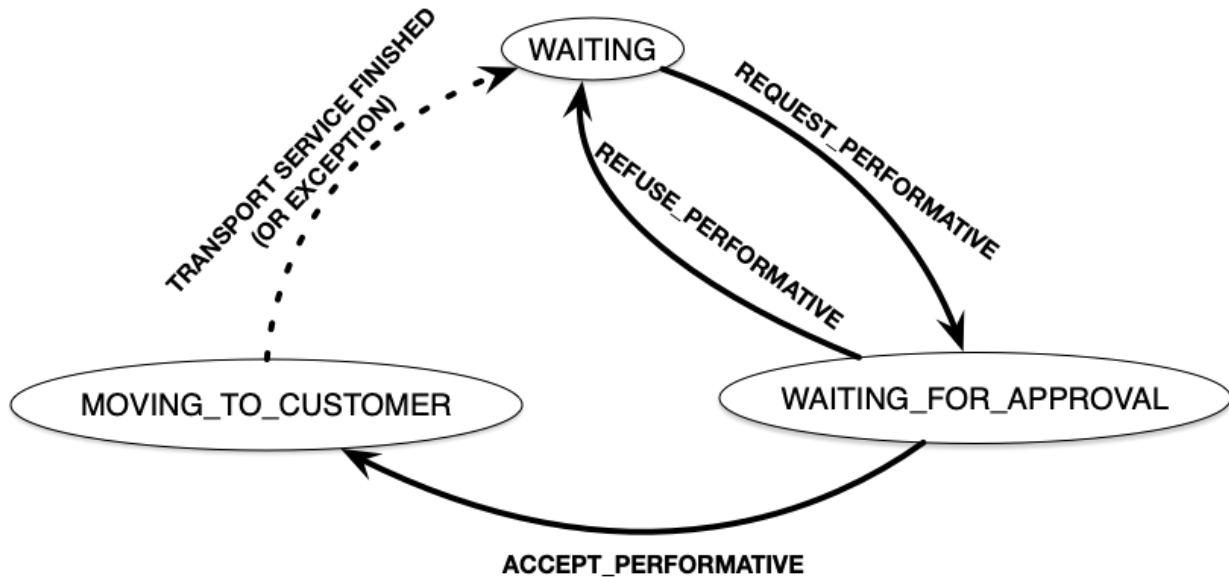 WAITING
TRANSPORT SERVICE FINISHED
(OR EXCEPTION)
REQUEST_PERFORMATIVE
REFUSE_PERFORMATIVE
MOVING_TO_CUSTOMER
WAITING_FOR_APPROVAL
ACCEPT_PERFORMATIVE